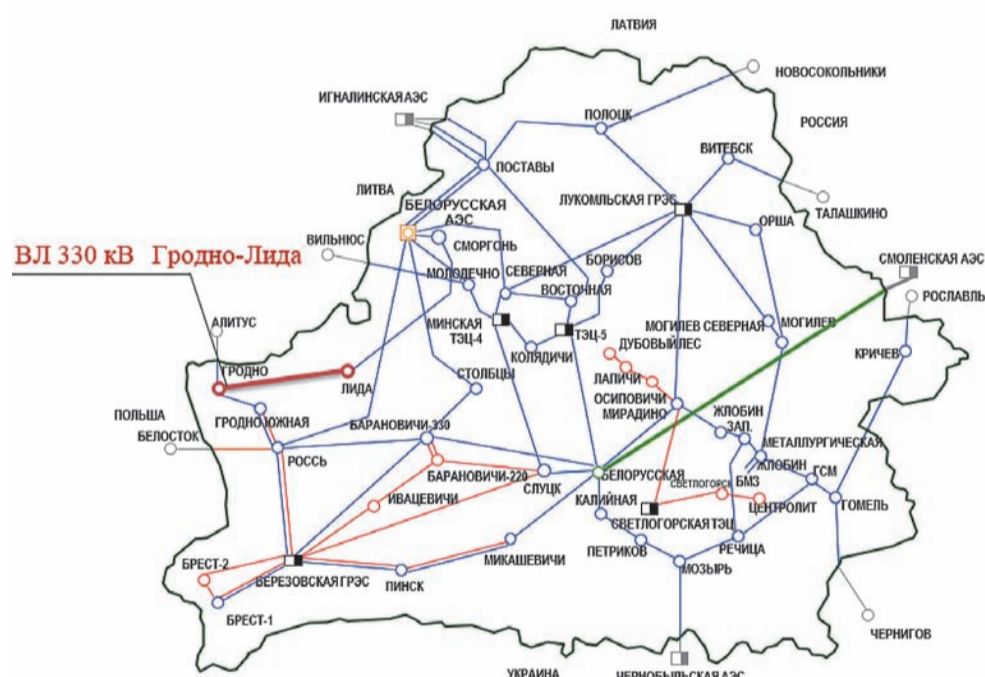 ЛАТВИЯ
НОВОСОКОЛЬНИКИ
ИГНАЛИНСКАЯ АЭС
ПОЛОЦК
РОССИЯ
ВИТЕБСК
ПОСТАВЫ
ЛИТВА
БЕЛОРУССКАЯ
АЭС
ЛУКОМЛЬСКАЯ ГРЭС
ТАЛАШКИНО
ОРША
ВИЛЬНЮС
СМОРГОНЬ
ВЛ 330 кВ Гродно-Лида
МОЛОДЕЧНО
СЕВЕРНАЯ
БОРИСОВ
СМОЛЕНСКАЯ АЭС
ВОСТОЧНАЯ
РОСЛАВЛЬ
АЛИТУС
МИНСКАЯ
ТЭЦ-4
ТЭЦ-5
МОГИЛЕВ СЕВЕРНАЯ
МОГИЛЕВ
ДУБОВЫЙ ЛЕС
КОЛЯДИЧИ
КРИЧЕВ
ГРОДНО
ЛИДА
СТОЛБЦЫ
ЛАПИЧИ
ОСИПОВИЧИ
МИРАДИНО
ПОЛЬША
ГРОДНО ЮЖНАЯ
БАРАНОВИЧИ-330
ЖЛОБИН
ЗАП.
БЕЛОСТОК
МЕТАЛЛУРГИЧЕСКАЯ
РОССЬ
БАРАНОВИЧИ-220
СЛУЦК
БЕЛОРУССКАЯ
ЖЛОБИН
ГСМ
БМЗ
СВЕТЛОГОРСК
ИВАЦЕВИЧИ
КАЛИЙНАЯ
ЦЕНТРОЛИТ
ГОМЕЛЬ
СВЕТЛОГОРСКАЯ ТЭЦ
РЕЧИЦА
ПЕТРИКОВ
МОЗЫРЬ
МИКАШЕВИЧИ
БРЕСТ-2
БЕРЕЗОВСКАЯ ГРЭС
ПИНСК
БРЕСТ-1
ЧЕРНИГОВ
УКРАИНА
ЧЕРНОБЫЛЬСКАЯ АЭС